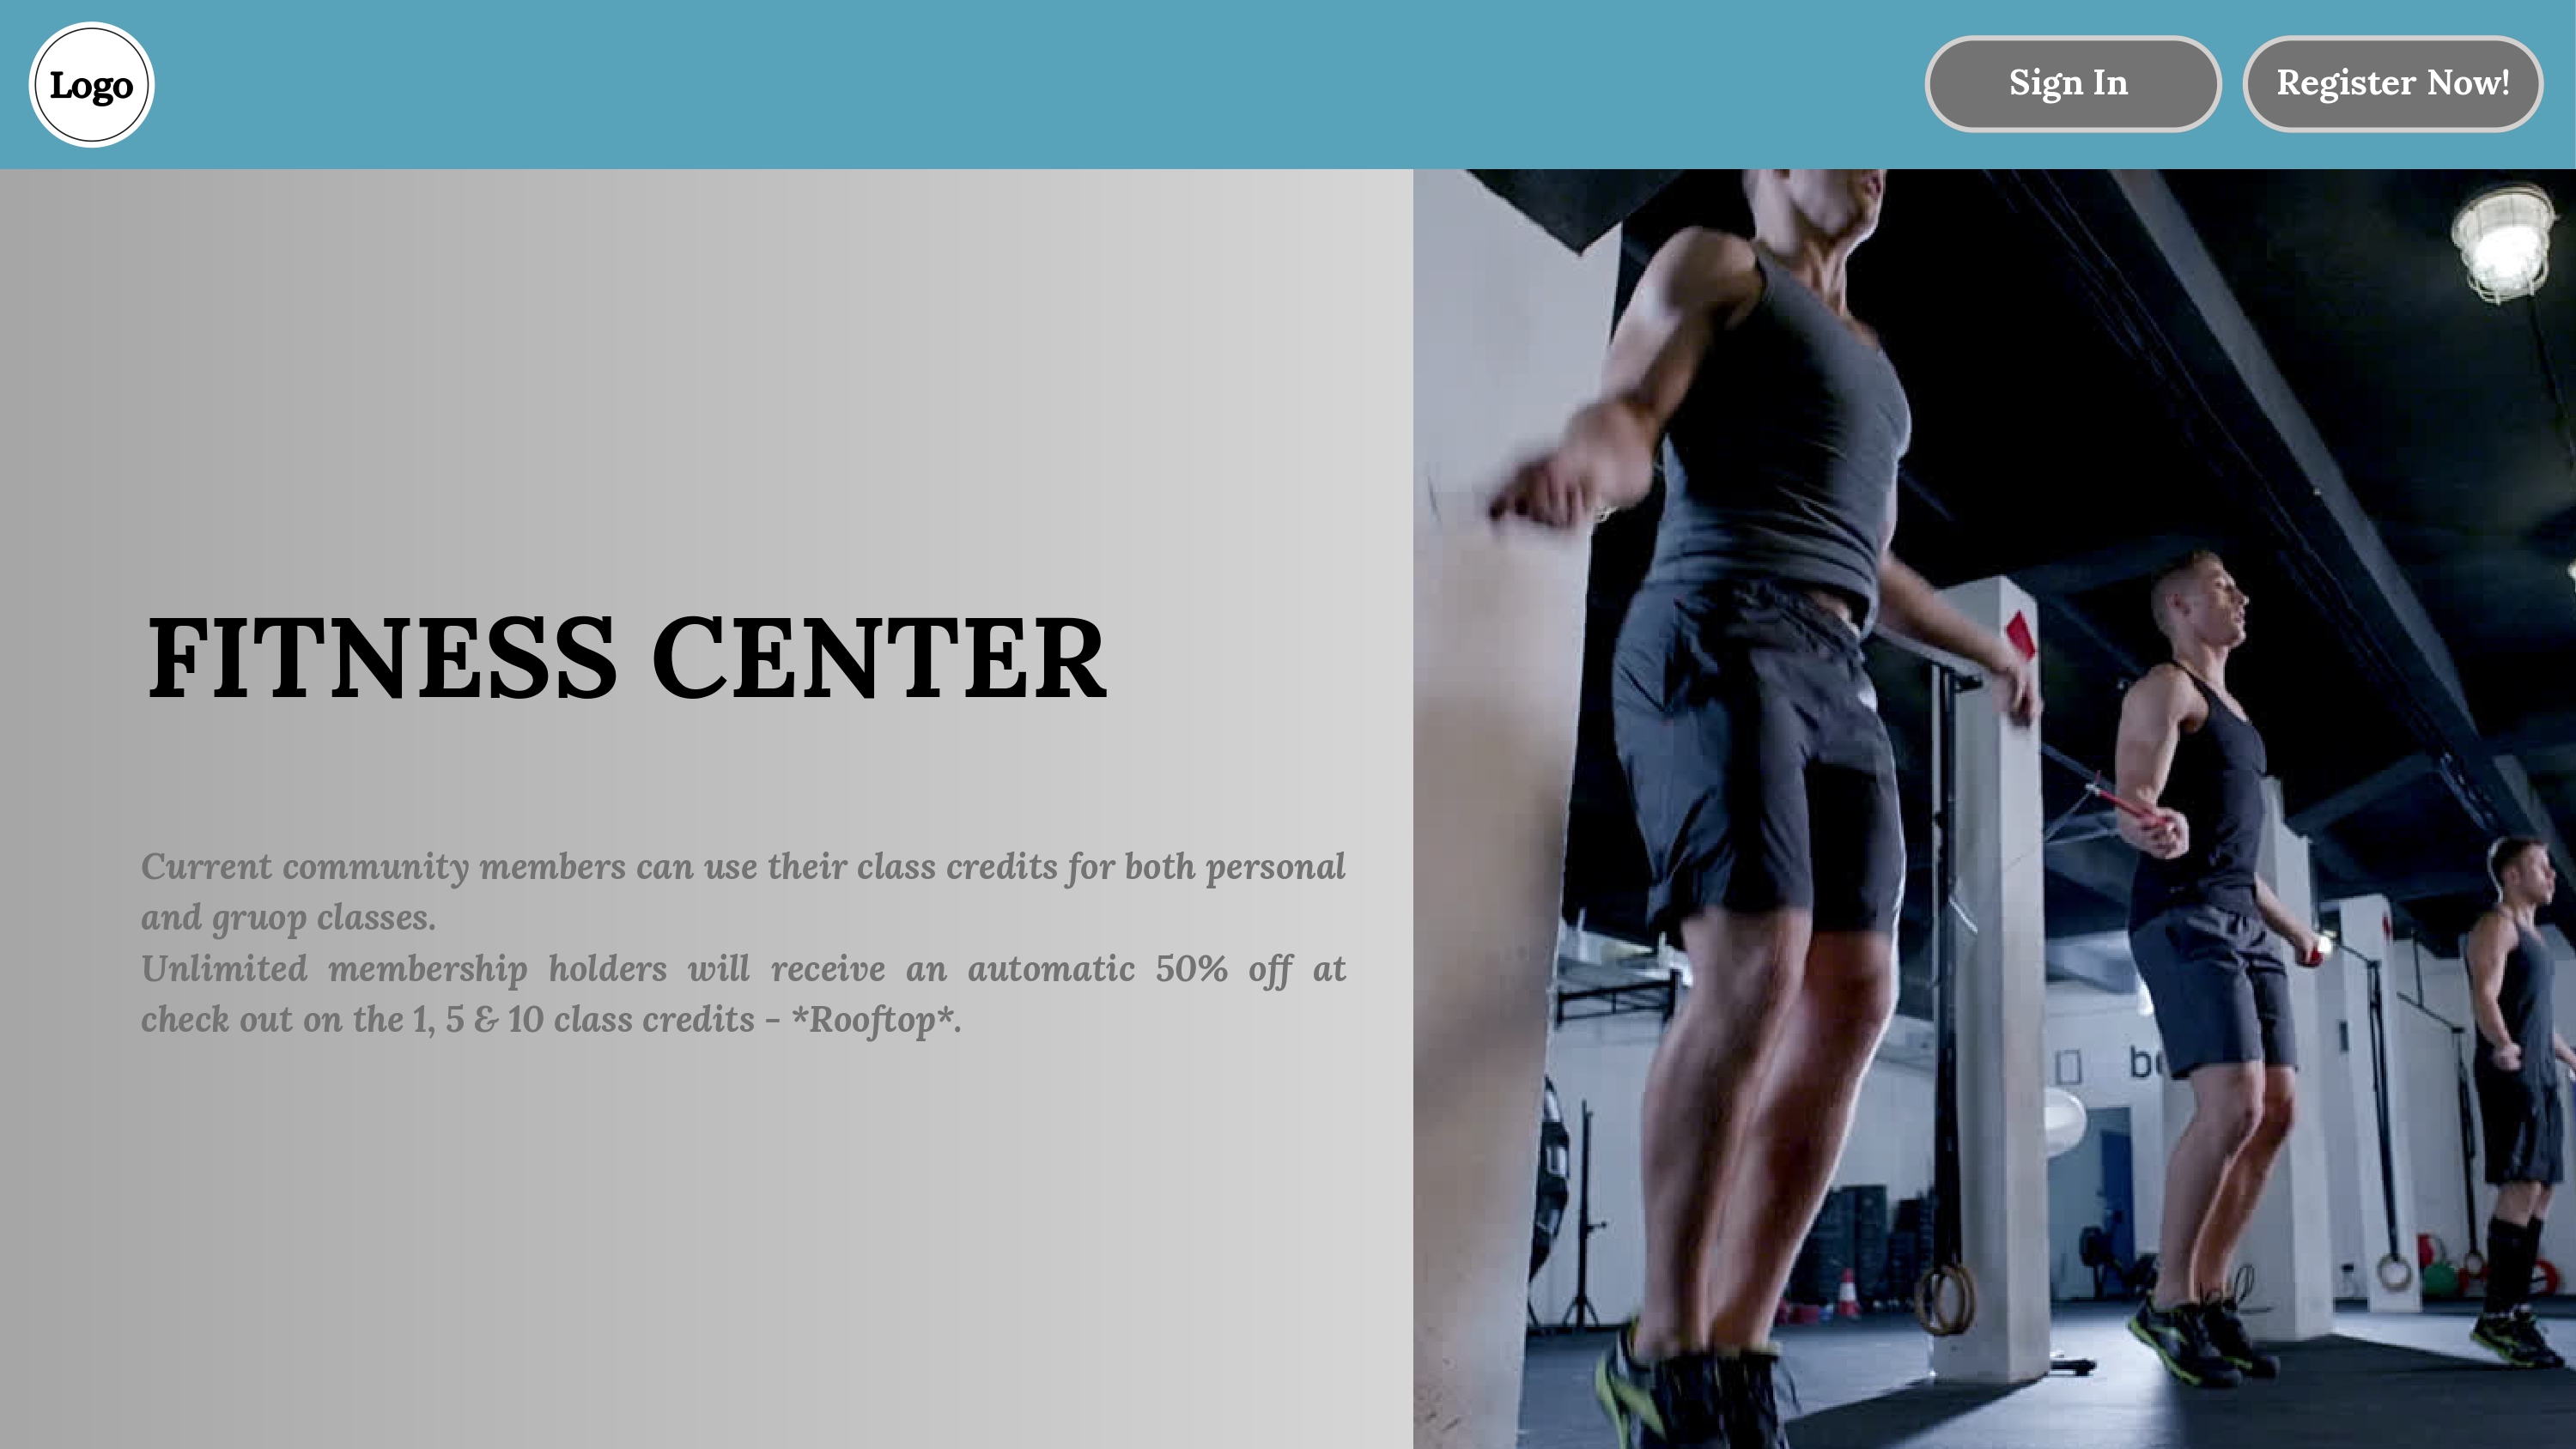 Logo
Sign In
Register Now!
FITNESS CENTER
Current community members can use their class credits for both personal
and gruop classes.
Unlimited membership holders will receive an automatic 50% off at
check out on the 1, 5 & 10 class credits - *Rooftop*.